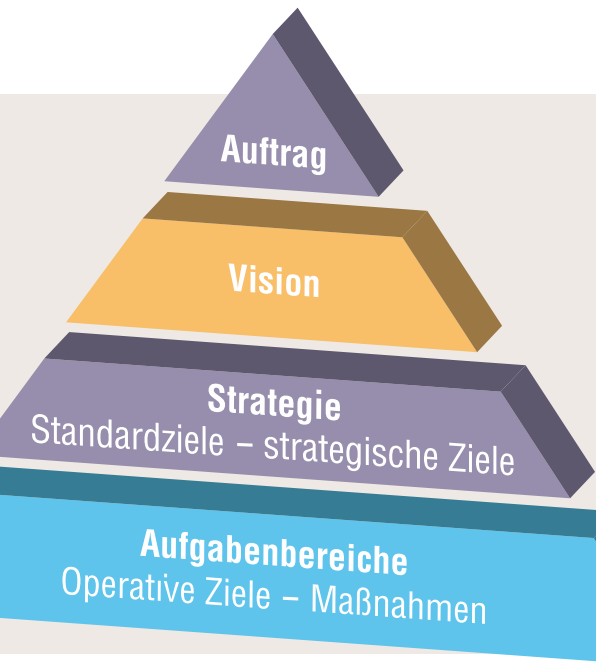 Auftrag
Vision
Strategie
Standardziele – strategische Ziele
Aufgabenbereiche
Operative Ziele – Maßnahmen